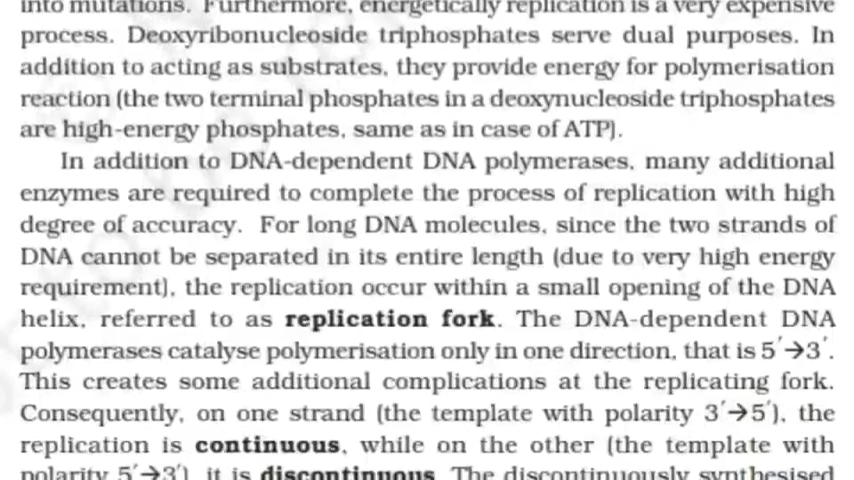 into mutations. Furthermore, energetically replication is a very expensive
process. Deoxyribonucleoside triphosphates serve dual purposes. In
addition to acting as substrates, they provide energy for polymerisation
reaction (the two terminal phosphates in a deoxynucleoside triphosphates
are high-energy phosphates, same as in case of ATP).
In addition to DNA-dependent DNA polymerases, many additional
enzymes are required to complete the process of replication with high
degree of accuracy. For long DNA molecules, since the two strands of
DNA cannot be separated in its entire length (due to very high energy
requirement), the replication occur within a small opening of the DNA
helix, referred to as replication fork. The DNA-dependent DNA
polymerases catalyse polymerisation only in one direction, that is 5′→3′.
This creates some additional complications at the replicating fork.
Consequently, on one strand (the template with polarity 3′→5′), the
replication is continuous, while on the other (the template with
polarity 5′→3′), it is discontinuous. The discontinuously synthesised